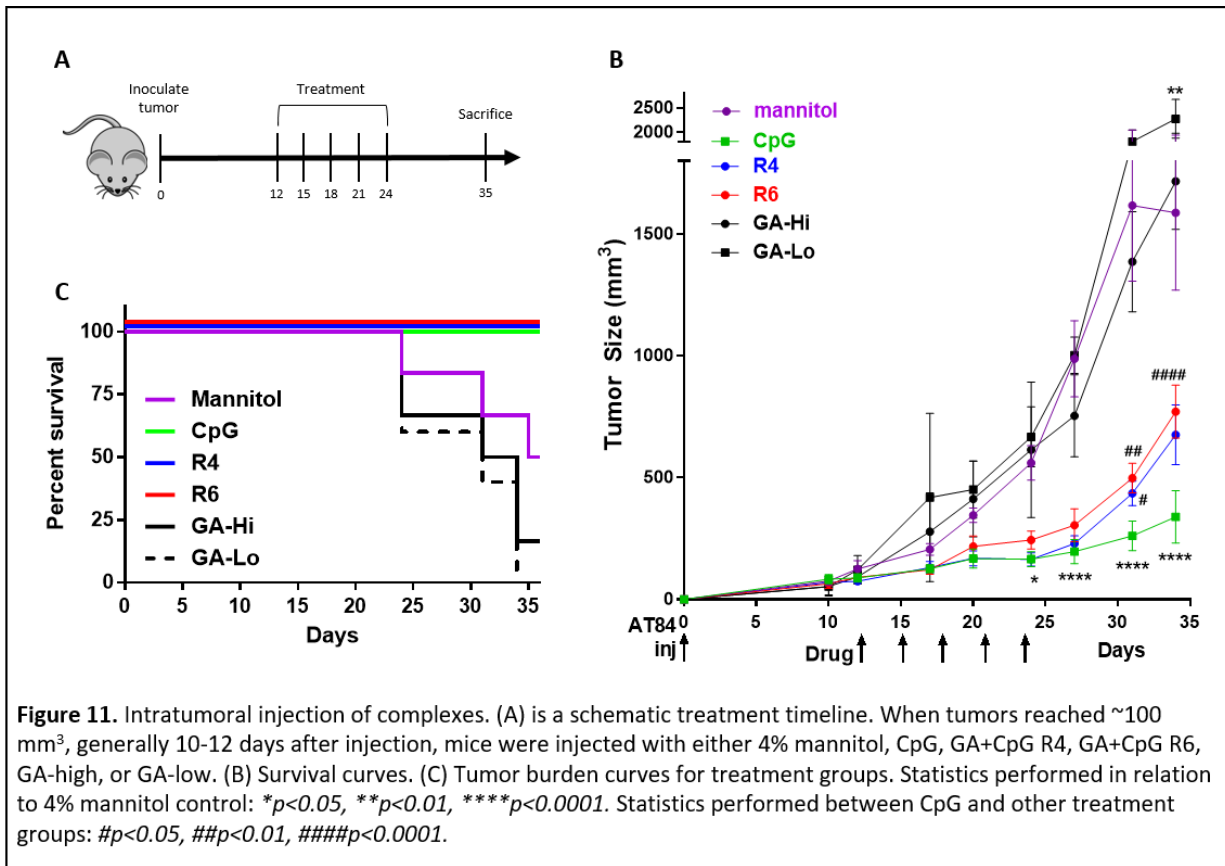 A
Inoculate
tumor
Treatment
Sacrifice
0
12
15
18
21
24
35
B
Tumor Size (mm³)
2500
2000
1500
1000
500
0
mannitol
CpG
R4
R6
GA-Hi
GA-Lo
**
####
##
#
* **** **** ****
0 5 10 15 20 25 30 35
AT84
inj
Drug
Days
C
Percent survival
100
75
50
25
0
Mannitol
CpG
R4
R6
GA-Hi
GA-Lo
0 5 10 15 20 25 30 35
Days
Figure 11. Intratumoral injection of complexes. (A) is a schematic treatment timeline. When tumors reached ~100
mm³, generally 10-12 days after injection, mice were injected with either 4% mannitol, CpG, GA+CpG R4, GA+CpG R6,
GA-high, or GA-low. (B) Survival curves. (C) Tumor burden curves for treatment groups. Statistics performed in relation
to 4% mannitol control: *p<0.05, **p<0.01, ****p<0.0001. Statistics performed between CpG and other treatment
groups: #p<0.05, ##p<0.01, ####p<0.0001.